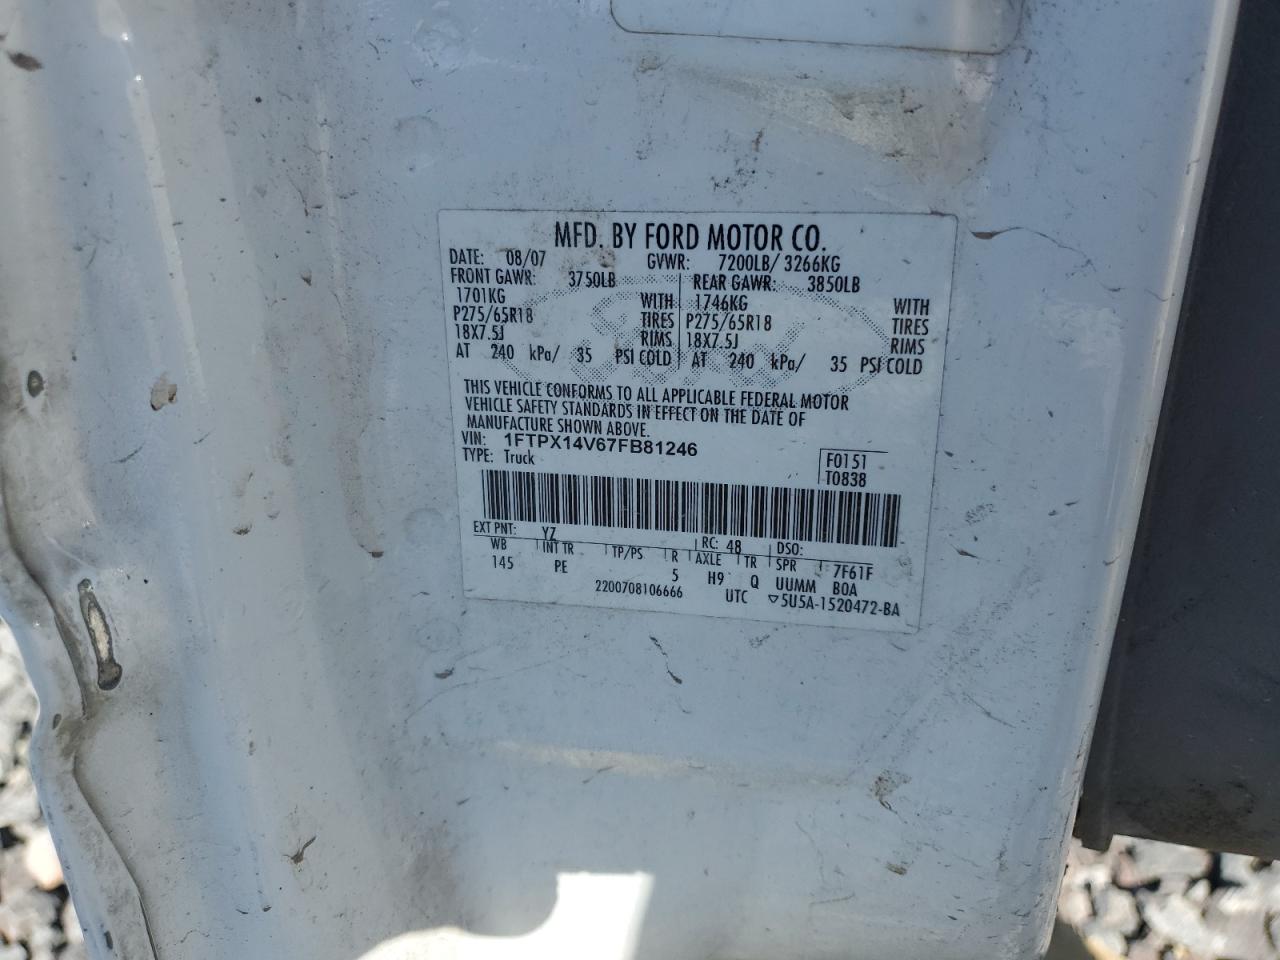 MFD. BY FORD MOTOR CO.
DATE: 08/07 GVWR: 7200LB/ 3266KG
FRONT GAWR: 3750LB REAR GAWR: 3850LB
1701KG WITH 1746KG WITH
P275/65R18 TIRES P275/65R18 TIRES
18X7.5J RIMS 18X7.5J RIMS
AT 240 kPa/ 35 PSI COLD AT 240 kPa/ 35 PSI COLD
THIS VEHICLE CONFORMS TO ALL APPLICABLE FEDERAL MOTOR
VEHICLE SAFETY STANDARDS IN EFFECT ON THE DATE OF
MANUFACTURE SHOWN ABOVE.
VIN: 1FTPX14V67FB81246
TYPE: Truck
F0151
T0838
EXT PNT: YZ RC: 48 DSO:
WB INT TR TP/PS R AXLE TR SPR 7F61F
145 PE 5 H9 Q UUMM BOA
2200708106666 UTC ▽5U5A-1520472-BA